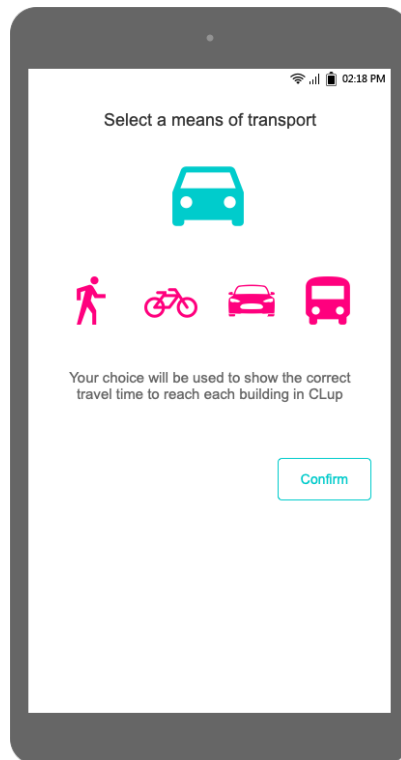 02:18 PM
Select a means of transport
Your choice will be used to show the correct
travel time to reach each building in CLup
Confirm